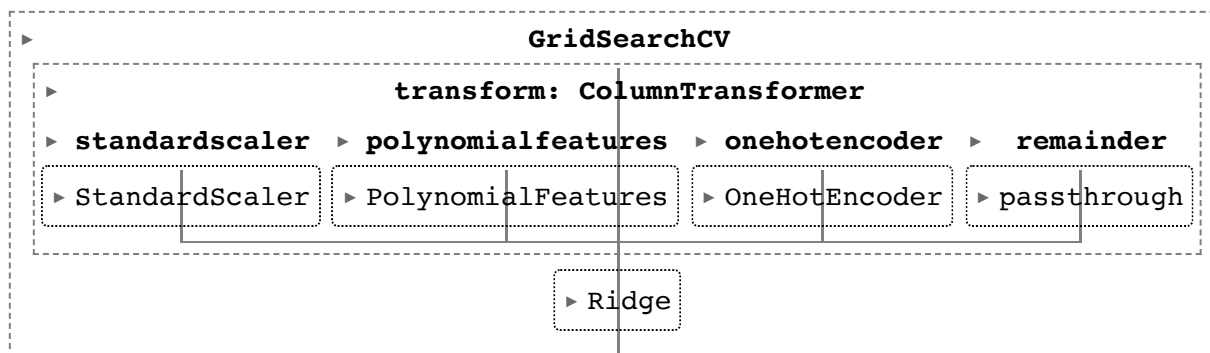 GridSearchCV
transform: ColumnTransformer
standardscaler polynomialfeatures onehotencoder remainder
StandardScaler PolynomialFeatures OneHotEncoder passthrough
Ridge